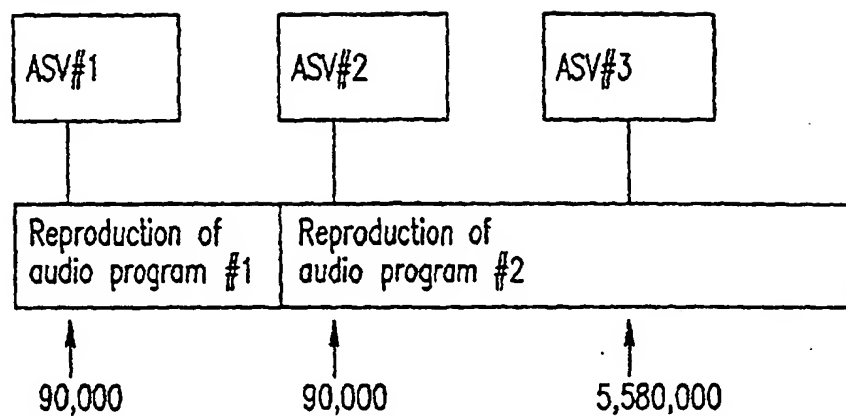 ASV#1
ASV#2
ASV#3
Reproduction of
audio program #1
Reproduction of
audio program #2
90,000
90,000
5,580,000